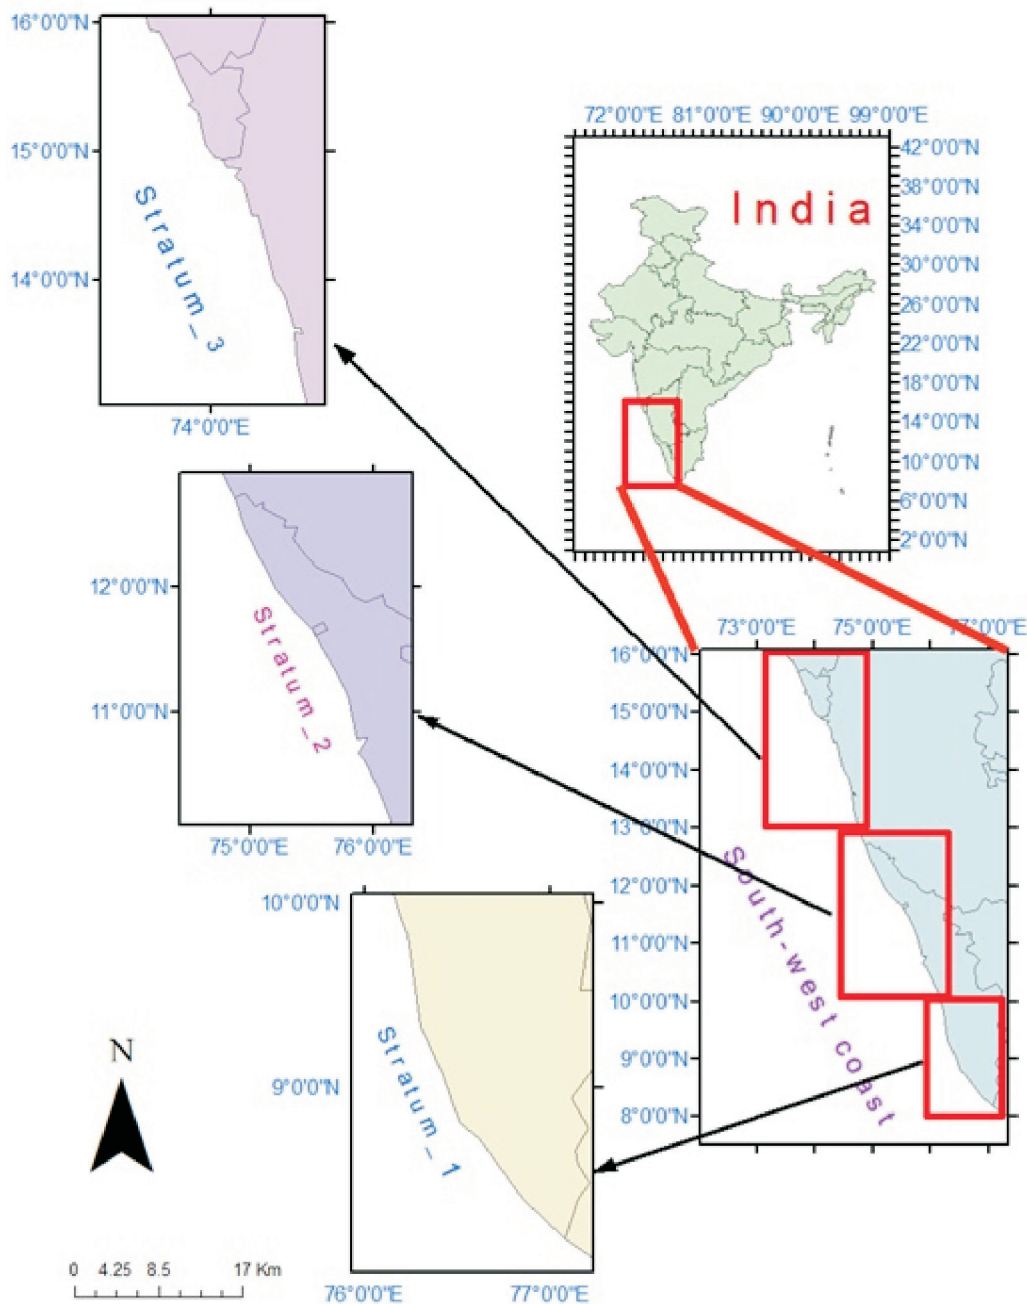 16°0'0"N
15°0'0"N
14°0'0"N
Stratum_3
74°0'0"E
72°0'0"E 81°0'0"E 90°0'0"E 99°0'0"E
India
42°0'0"N
38°0'0"N
34°0'0"N
30°0'0"N
26°0'0"N
22°0'0"N
18°0'0"N
14°0'0"N
10°0'0"N
6°0'0"N
2°0'0"N
12°0'0"N
11°0'0"N
Stratum_2
75°0'0"E 76°0'0"E
73°0'0"E 75°0'0"E 77°0'0"E
16°0'0"N
15°0'0"N
14°0'0"N
13°0'0"N
12°0'0"N
11°0'0"N
10°0'0"N
9°0'0"N
8°0'0"N
South-west coast
10°0'0"N
9°0'0"N
Stratum_1
76°0'0"E 77°0'0"E
N
0 4.25 8.5 17 Km